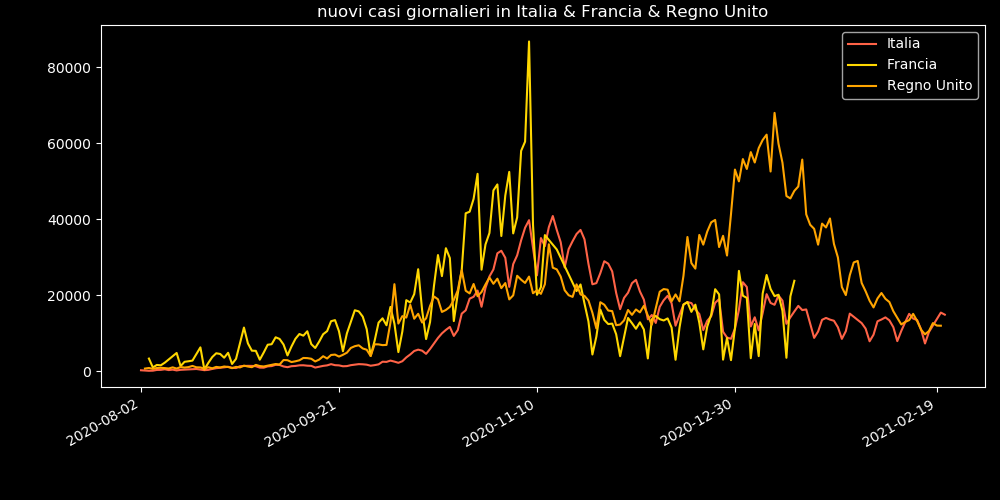 nuovi casi giornalieri in Italia & Francia & Regno Unito
Italia
Francia
Regno Unito
80000
60000
40000
20000
0
2020-08-02
2020-09-21
2020-11-10
2020-12-30
2021-02-19